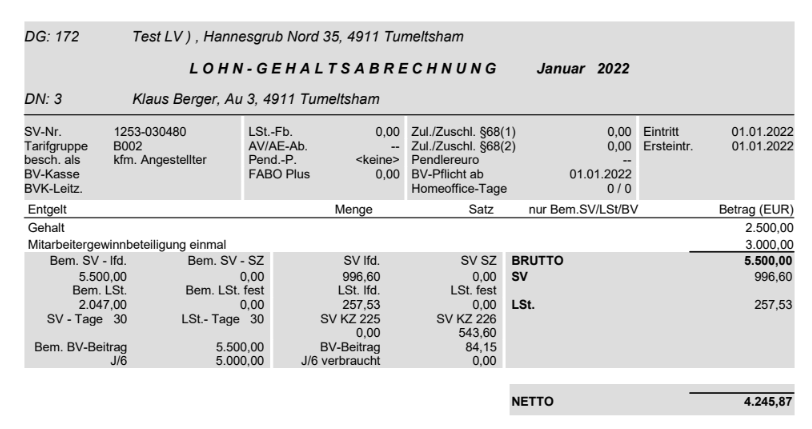 DG: 172 Test LV ) , Hannesgrub Nord 35, 4911 Tumeltsham
LOHN-GEHALTSABRECHNUNG Januar 2022
DN: 3 Klaus Berger, Au 3, 4911 Tumeltsham
SV-Nr. 1253-030480 LSt.-Fb. 0,00 Zul./Zuschl. §68(1) 0,00 Eintritt 01.01.2022
Tarifgruppe B002 AV/AE-Ab. -- Zul./Zuschl. §68(2) 0,00 Ersteintr. 01.01.2022
besch. als kfm. Angestellter Pend.-P. <keine> Pendlereuro --
BV-Kasse FABO Plus 0,00 BV-Pflicht ab 01.01.2022
BVK-Leitz. Homeoffice-Tage 0 / 0
Entgelt Menge Satz nur Bem.SV/LSt/BV Betrag (EUR)
Gehalt 2.500,00
Mitarbeitergewinnbeteiligung einmal 3.000,00
Bem. SV - lfd. Bem. SV - SZ SV lfd. SV SZ BRUTTO 5.500,00
5.500,00 0,00 996,60 0,00 SV 996,60
Bem. LSt. Bem. LSt. fest LSt. lfd. LSt. fest
2.047,00 0,00 257,53 0,00 LSt. 257,53
SV - Tage 30 LSt.- Tage 30 SV KZ 225 SV KZ 226
0,00 543,60
Bem. BV-Beitrag 5.500,00 BV-Beitrag 84,15
J/6 5.000,00 J/6 verbraucht 0,00
NETTO 4.245,87